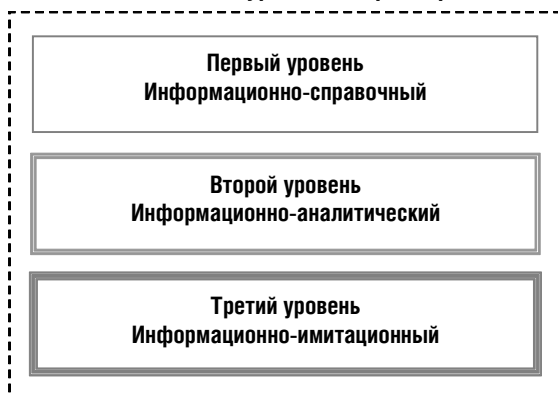 Первый уровень
Информационно-справочный
Второй уровень
Информационно-аналитический
Третий уровень
Информационно-имитационный